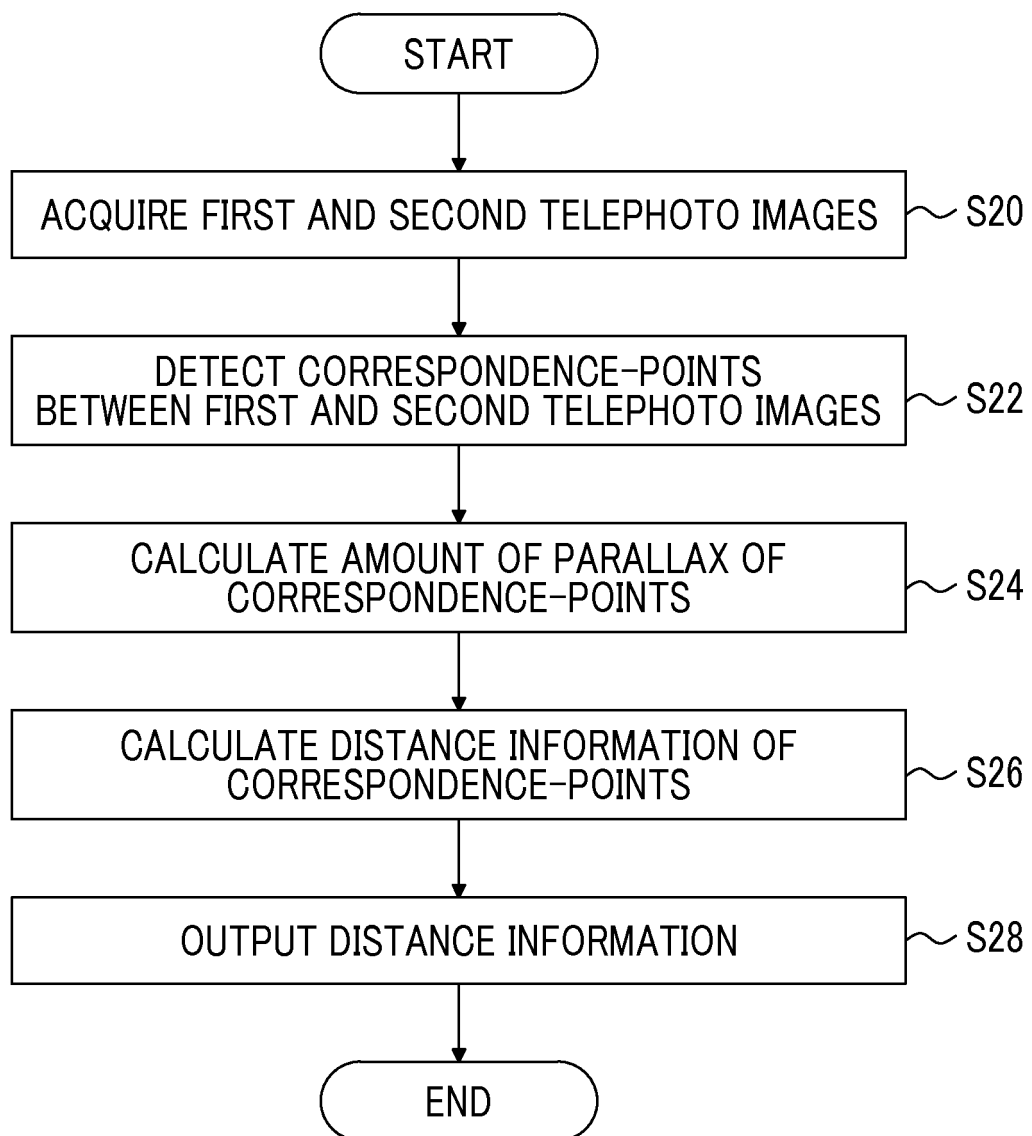 START
ACQUIRE FIRST AND SECOND TELEPHOTO IMAGES
S20
DETECT CORRESPONDENCE-POINTS
BETWEEN FIRST AND SECOND TELEPHOTO IMAGES
S22
CALCULATE AMOUNT OF PARALLAX OF
CORRESPONDENCE-POINTS
S24
CALCULATE DISTANCE INFORMATION OF
CORRESPONDENCE-POINTS
S26
OUTPUT DISTANCE INFORMATION
S28
END